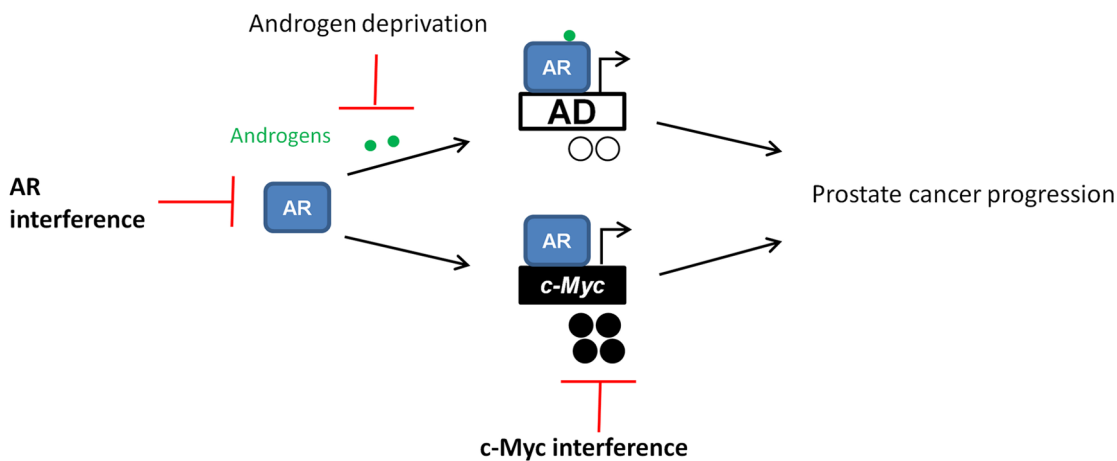 Androgen deprivation
AR
AD
Androgens
AR
interference
AR
Prostate cancer progression
AR
c-Myc
c-Myc interference